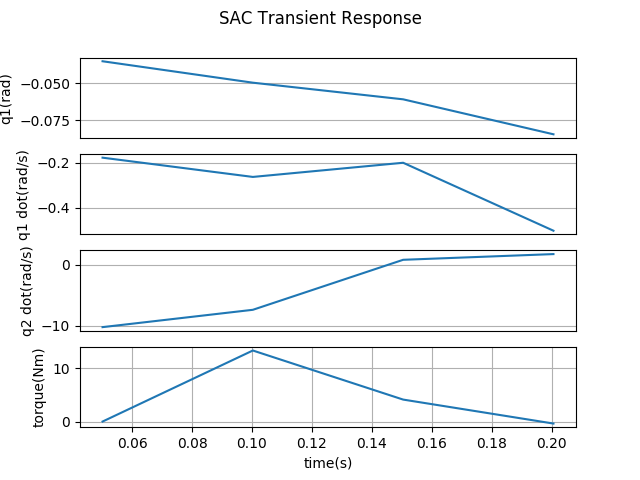 SAC Transient Response
q1(rad)
−0.050
−0.075
q1 dot(rad/s)
−0.2
−0.4
q2 dot(rad/s)
0
−10
torque(Nm)
10
0
0.06 0.08 0.10 0.12 0.14 0.16 0.18 0.20
time(s)